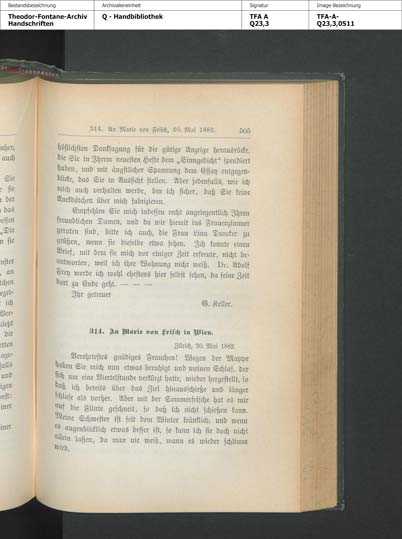 Bestandsbezeichnung
Theodor-Fontane-Archiv
Handschriften
Archivalieneinheit
Q - Handbibliothek
Signatur
TFA A
Q23,3
Image-Bezeichnung
TFA-A-
Q23,3,0511
514. An Marie von Frisch, 20. Mai 1882. 505
höflichsten Danksagung für die gütige Anzeige herausrücke,
die Sie in Ihrem neuesten Hefte dem „Sinngedicht“ spendiert
haben, und mit ängstlicher Spannung dem Essay entgegen-
blicke, das Sie in Aussicht stellen. Aber jedenfalls, wie ich
mich auch verhalten werde, bin ich sicher, daß Sie keine
Anekdötchen über mich fabrizieren.
Empfehlen Sie mich indessen recht angelegentlich Ihren
freundlichen Damen, und da wir hiemit ins Frauenzimmer
geraten sind, bitte ich auch, die Frau Lina Duncker zu
grüßen, wenn sie dieselbe etwa sehen. Ich konnte einen
Brief, mit dem sie mich vor einiger Zeit erfreute, nicht be-
antworten, weil ich ihre Wohnung nicht weiß. Dr. Adolf
Frey werde ich wohl ehestens hier selbst sehen, da seine Zeit
dort zu Ende geht. — — —
Ihr getreuer
G. Keller.
514. An Marie von Frisch in Wien.
Zürich, 20. Mai 1882.
Verehrtestes gnädiges Frauchen! Wegen der Mappe
haben Sie mich nun etwas beruhigt und meinen Schlaf, der
sich um eine Viertelstunde verkürzt hatte, wieder hergestellt, so
daß ich bereits über das Ziel hinausschieße und länger
schlafe als vorher. Aber mit der Sommerfrische hat es mir
auf die Flinte geschneit, so daß ich nicht schießen kann.
Meine Schwester ist seit dem Winter kränklich, und wenn
es augenblicklich etwas besser ist, so kann ich sie doch nicht
allein lassen, da man nie weiß, wann es wieder schlimm
wird.